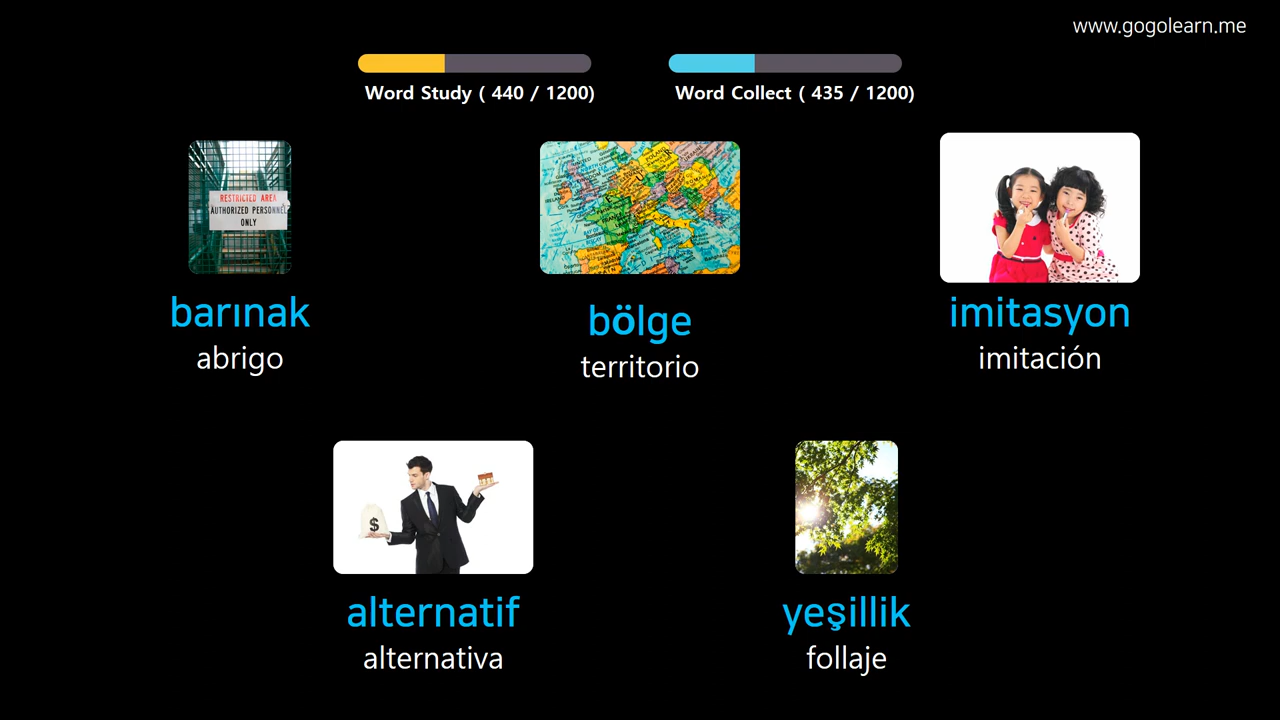 www.gogolearn.me
Word Study ( 440 / 1200)
Word Collect ( 435 / 1200)
RESTRICTED AREA
AUTHORIZED PERSONNEL
ONLY
barınak
abrigo
bölge
territorio
imitasyon
imitación
$
alternatif
alternativa
yeşillik
follaje